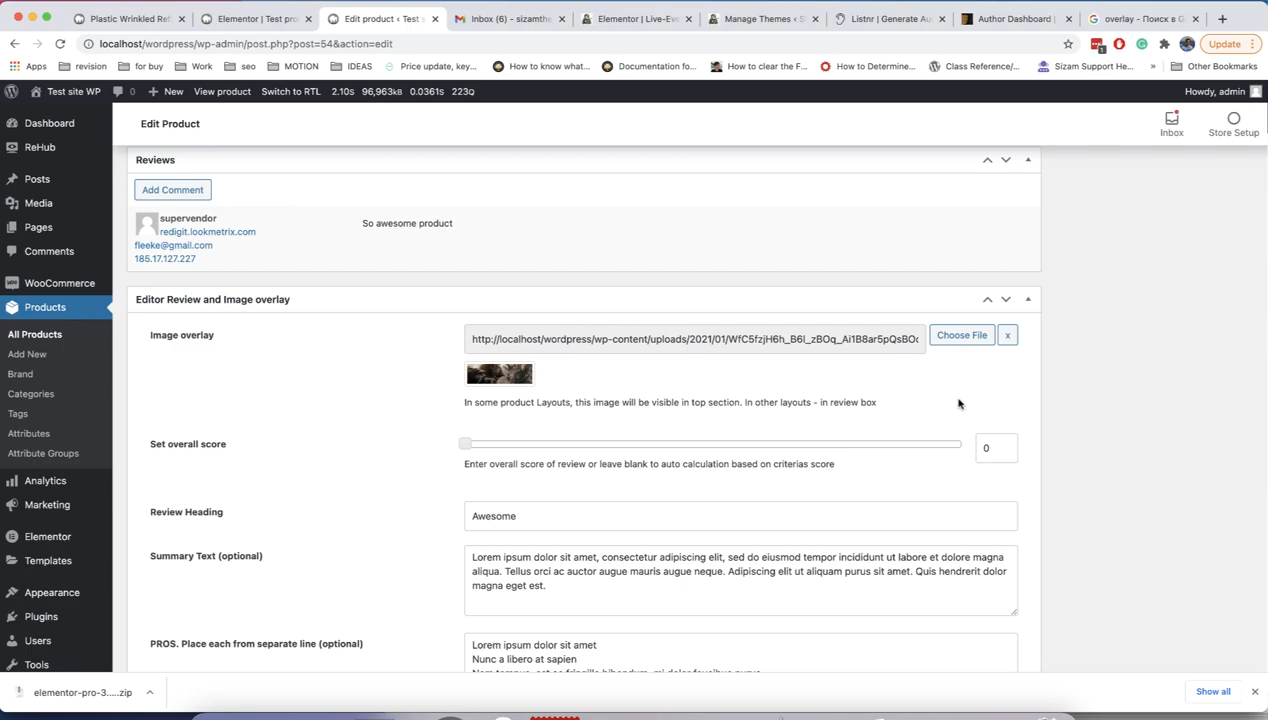 Plastic Wrinkled Re
Elementor | Test pro
Edit product ‹ Test s
Inbox (6) - sizamthe
Elementor | Live-Ev
Manage Themes ‹ S
Listnr | Generate Au
Author Dashboard |
overlay - Поиск в G
localhost/wordpress/wp-admin/post.php?post=54&action=edit
Update
Apps
revision
for buy
Work
seo
MOTION
IDEAS
Price update, key...
How to know what...
Documentation fo...
How to clear the F...
How to Determine...
Class Reference/...
Sizam Support He...
»
Other Bookmarks
Test site WP
0
New
View product
Switch to RTL
2.10s 96,963kB 0.0361s 223Q
Howdy, admin
Dashboard
ReHub
Posts
Media
Pages
Comments
WooCommerce
Products
All Products
Add New
Brand
Categories
Tags
Attributes
Attribute Groups
Analytics
Marketing
Elementor
Templates
Appearance
Plugins
Users
Tools
Edit Product
Inbox
Store Setup
Reviews
Add Comment
supervendor
redigit.lookmetrix.com
fleeke@gmail.com
185.17.127.227
So awesome product
Editor Review and Image overlay
Image overlay
http://localhost/wordpress/wp-content/uploads/2021/01/WfC5fzjH6h_B6l_zBOq_Ai1B8ar5pQsBOc
Choose File
x
In some product Layouts, this image will be visible in top section. In other layouts - in review box
Set overall score
0
Enter overall score of review or leave blank to auto calculation based on criterias score
Review Heading
Awesome
Summary Text (optional)
Lorem ipsum dolor sit amet, consectetur adipiscing elit, sed do eiusmod tempor incididunt ut labore et dolore magna
aliqua. Tellus orci ac auctor augue mauris augue neque. Adipiscing elit ut aliquam purus sit amet. Quis hendrerit dolor
magna eget est.
PROS. Place each from separate line (optional)
Lorem ipsum dolor sit amet
Nunc a libero at sapien
elementor-pro-3.....zip
Show all